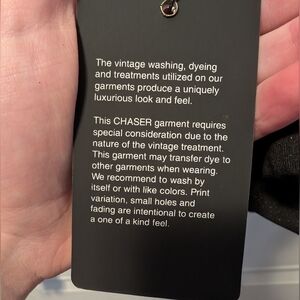 The vintage washing, dyeing
and treatments utilized on our
garments produce a uniquely
luxurious look and feel.
This CHASER garment requires
special consideration due to the
nature of the vintage treatment.
This garment may transfer dye to
other garments when wearing.
We recommend to wash by
itself or with like colors. Print
variation, small holes and
fading are intentional to create
a one of a kind feel.